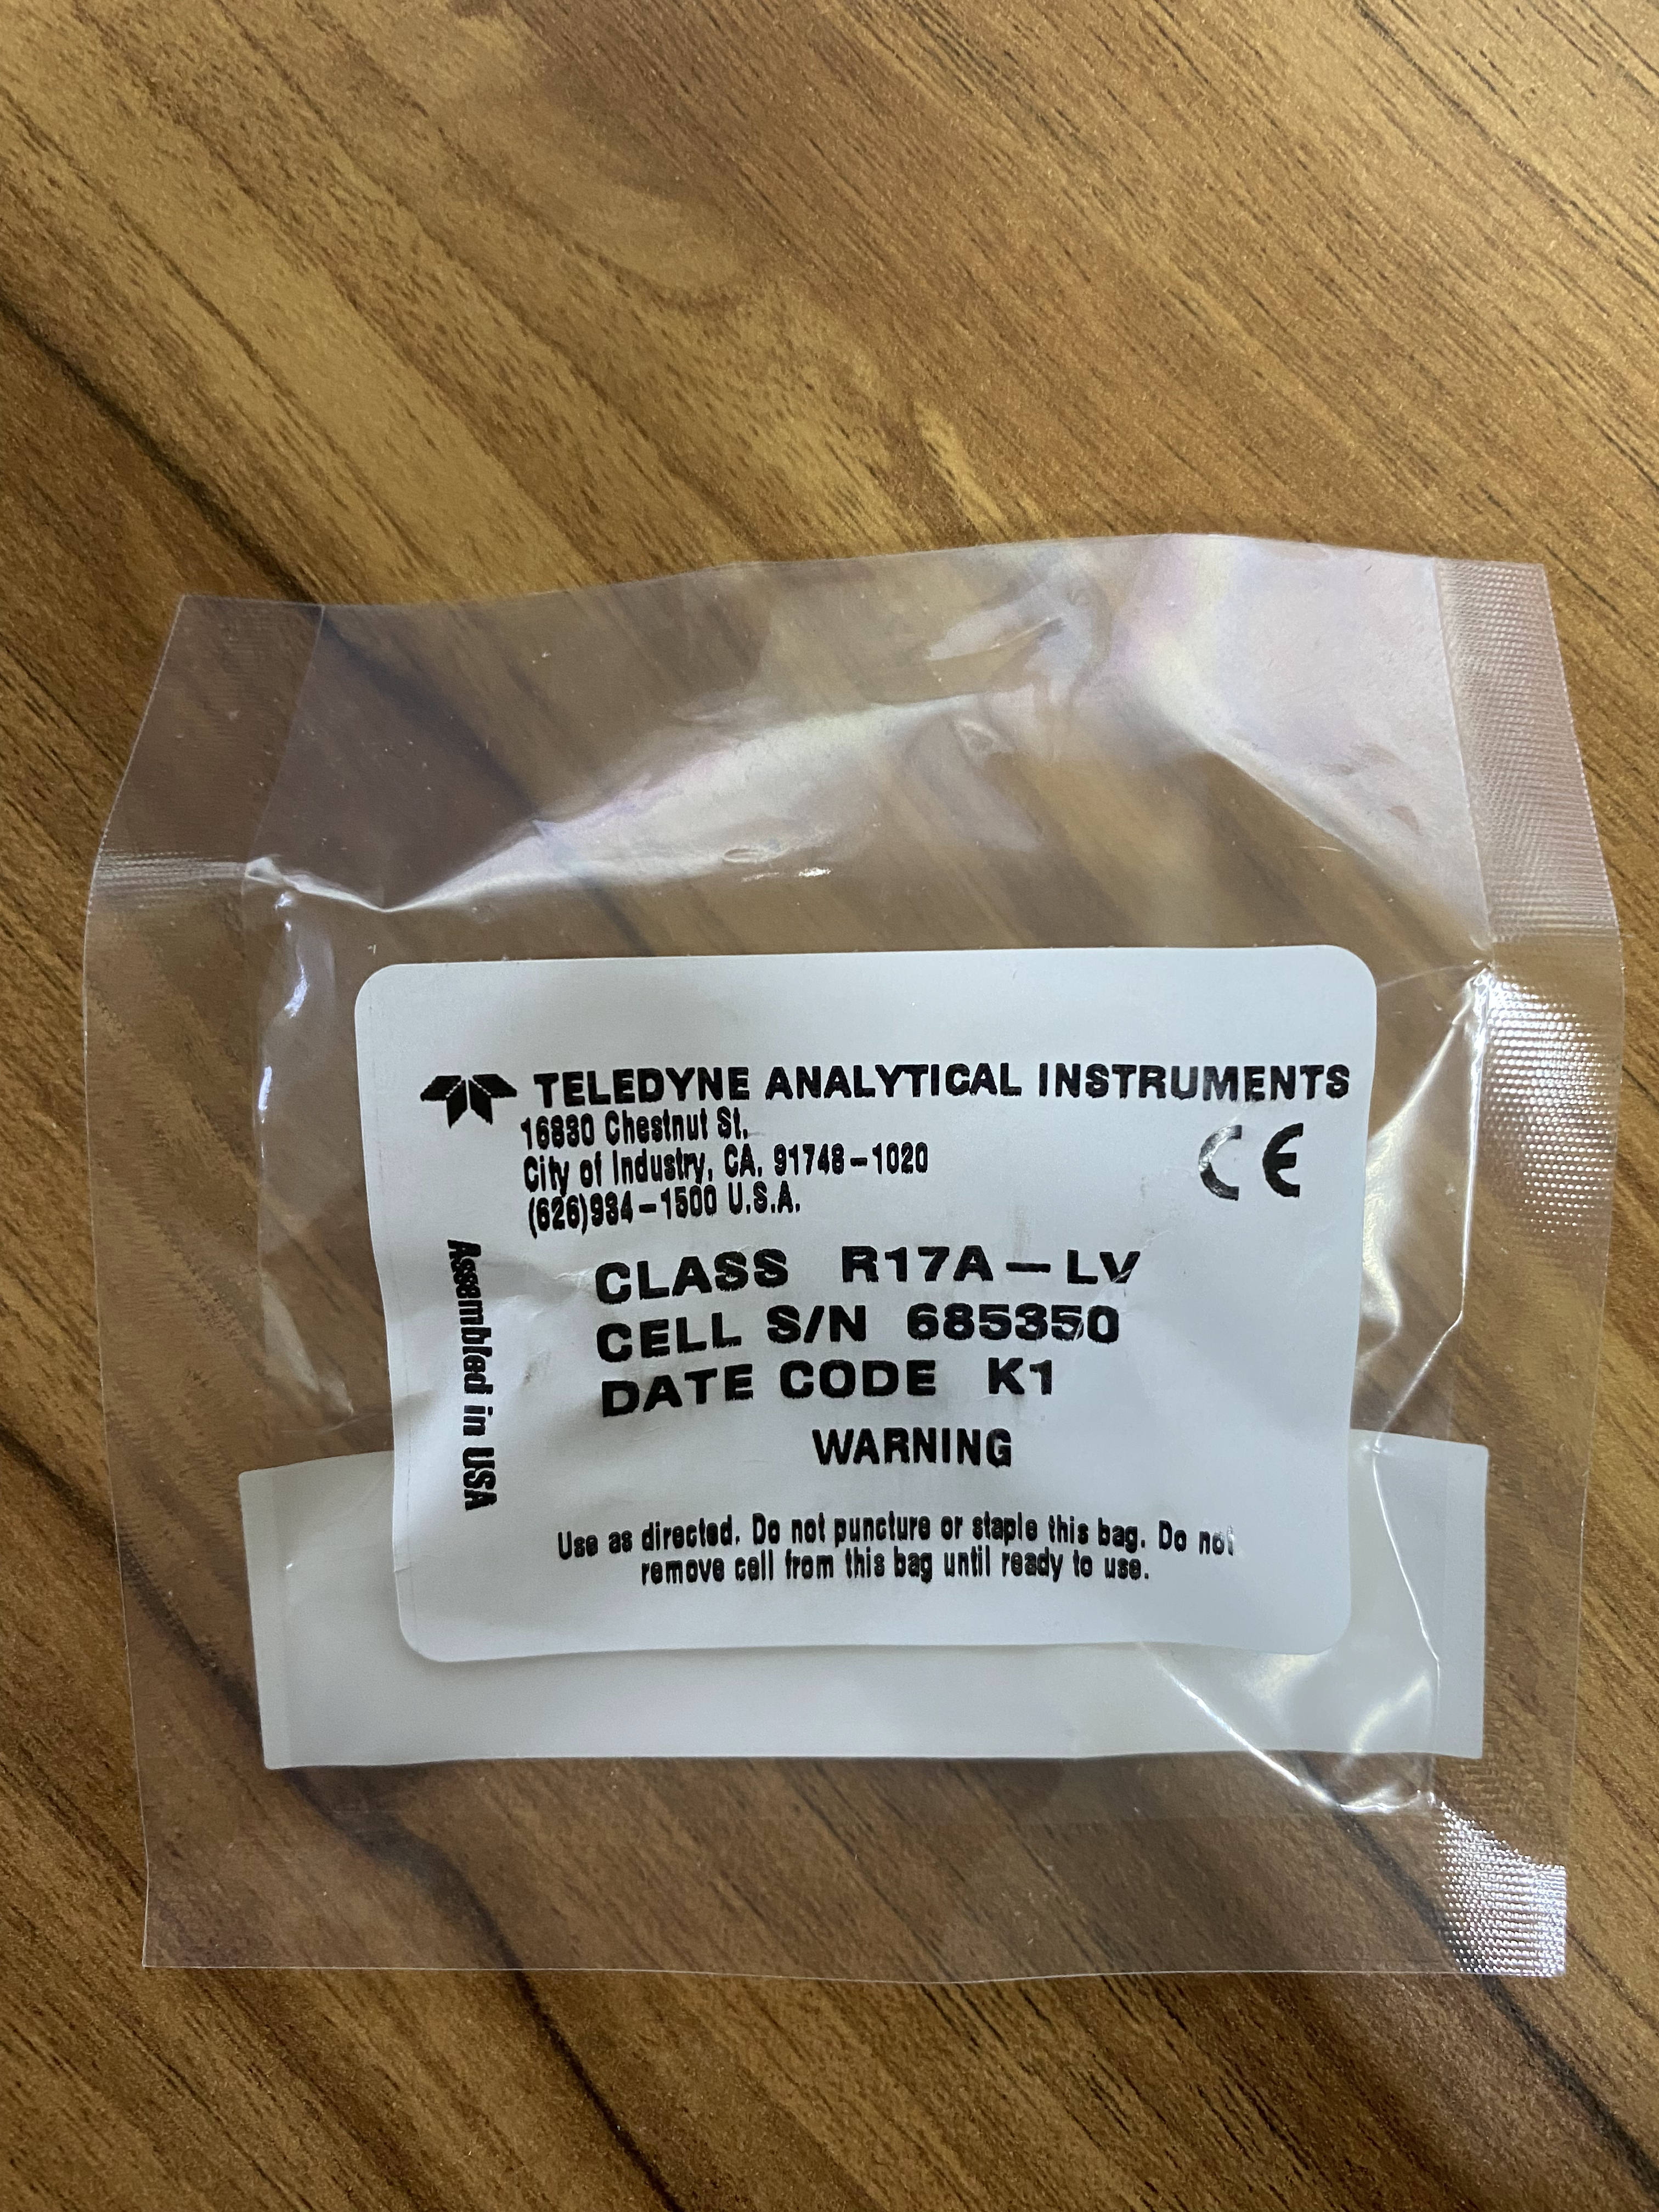 TELEDYNE ANALYTICAL INSTRUMENTS
16830 Chestnut St.
City of Industry, CA. 91748-1020
(626)934-1500 U.S.A.
CE
CLASS R17A-LV
CELL S/N 685350
DATE CODE K1
WARNING
Use as directed. Do not puncture or staple this bag. Do not
remove cell from this bag until ready to use.
Assembled in USA